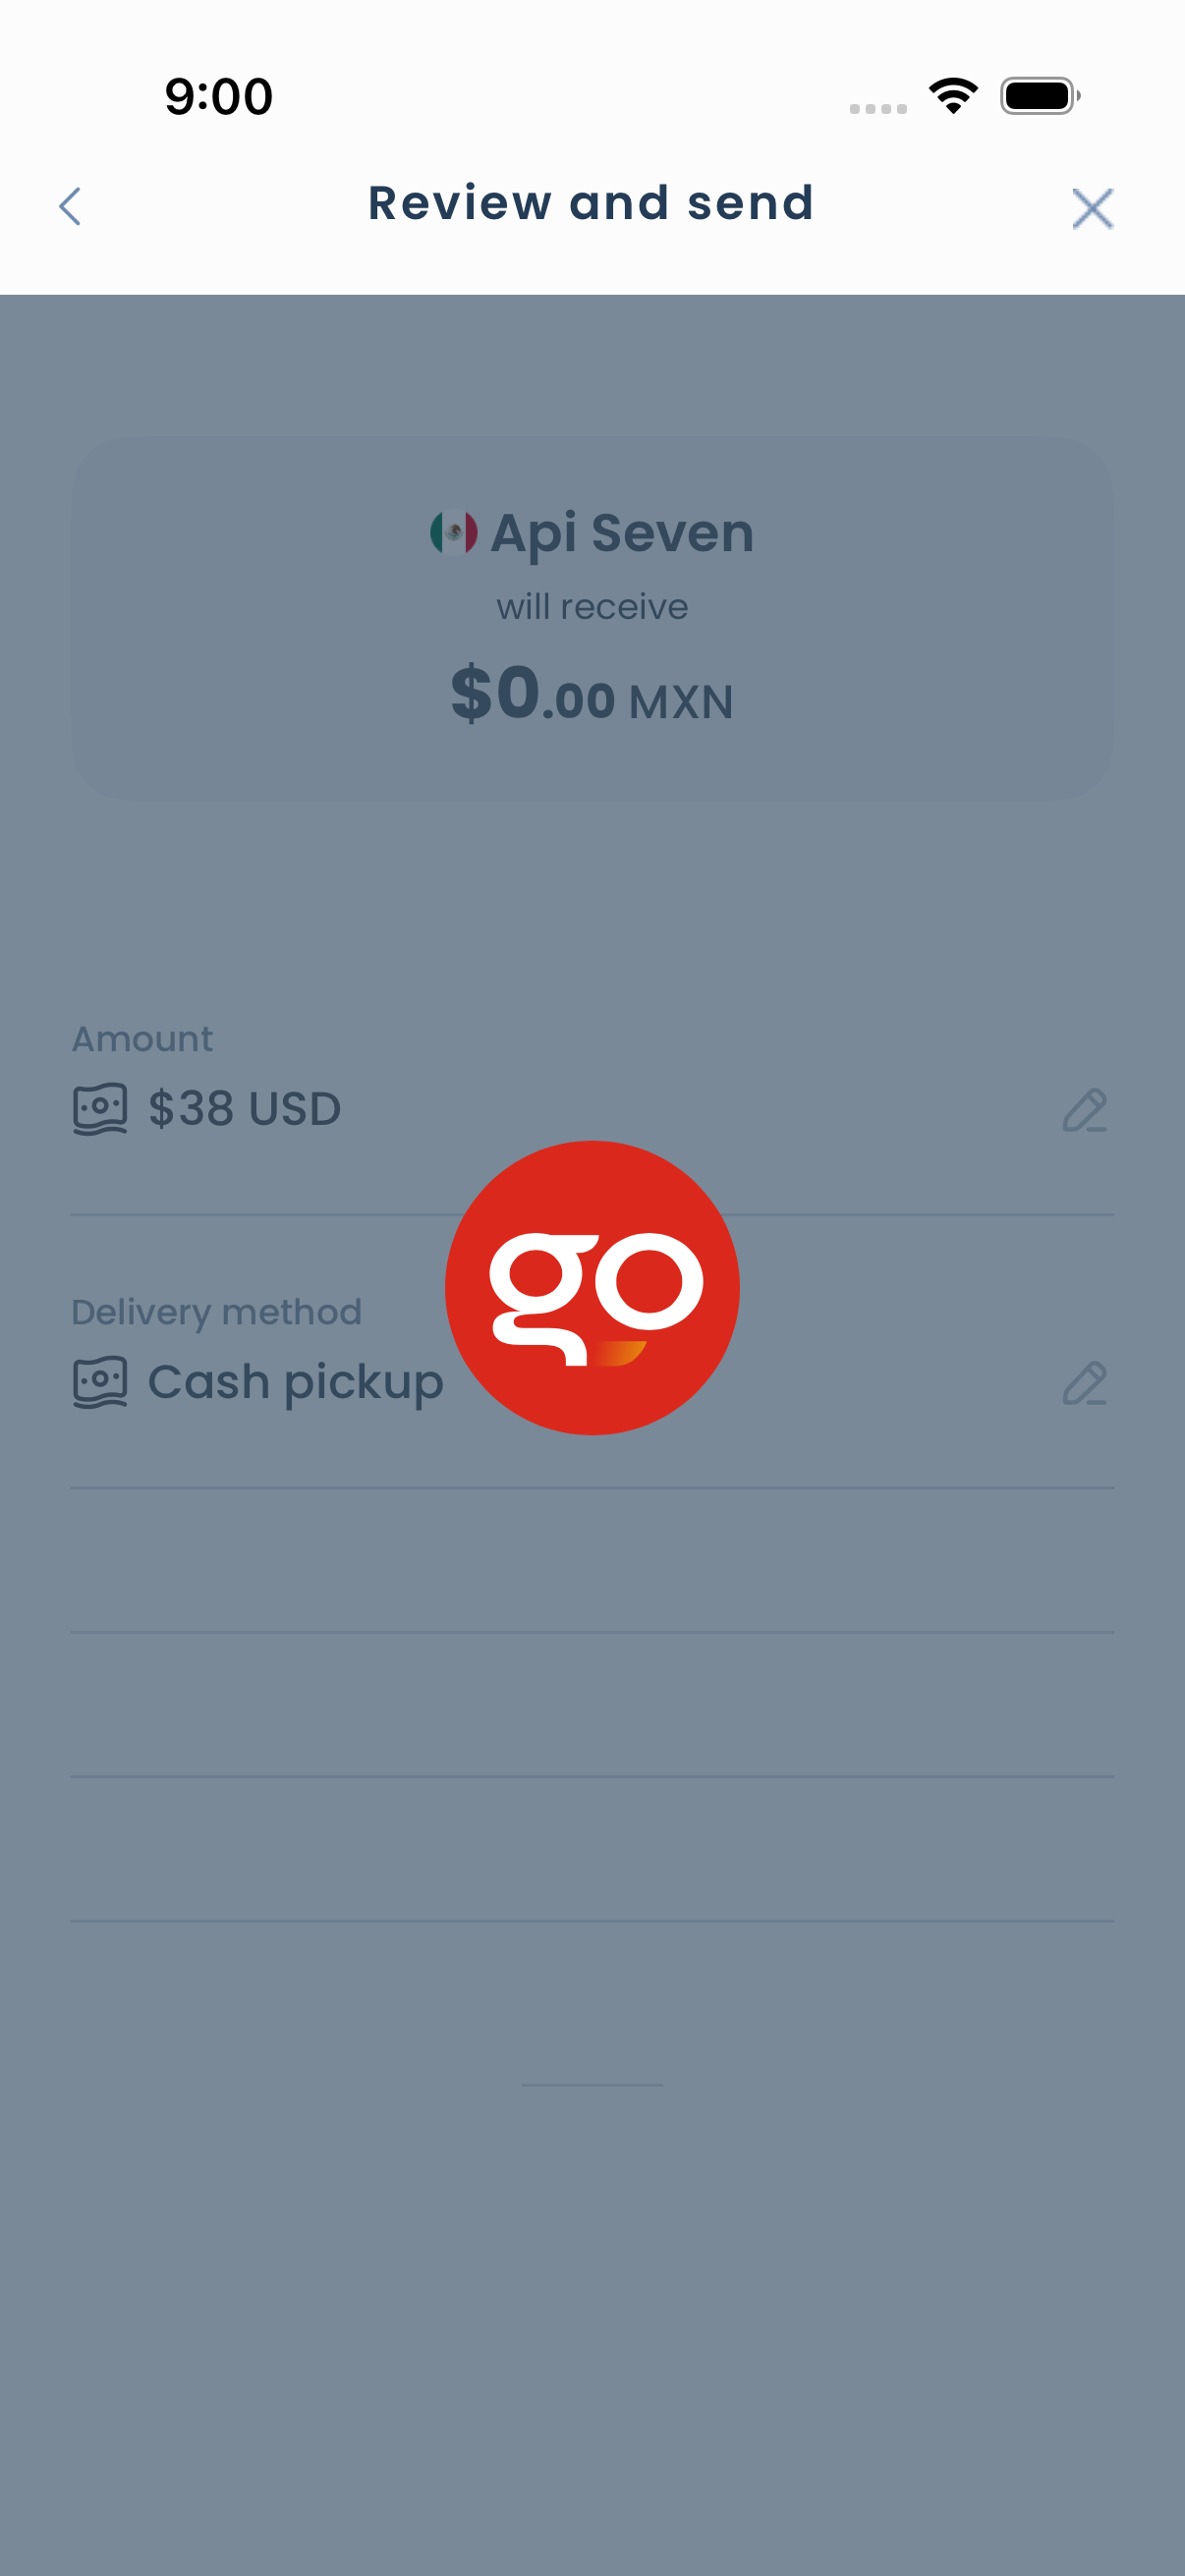 9:00
Review and send
Api Seven
will receive
$0.00 MXN
Amount
$38 USD
go
Delivery method
Cash pickup